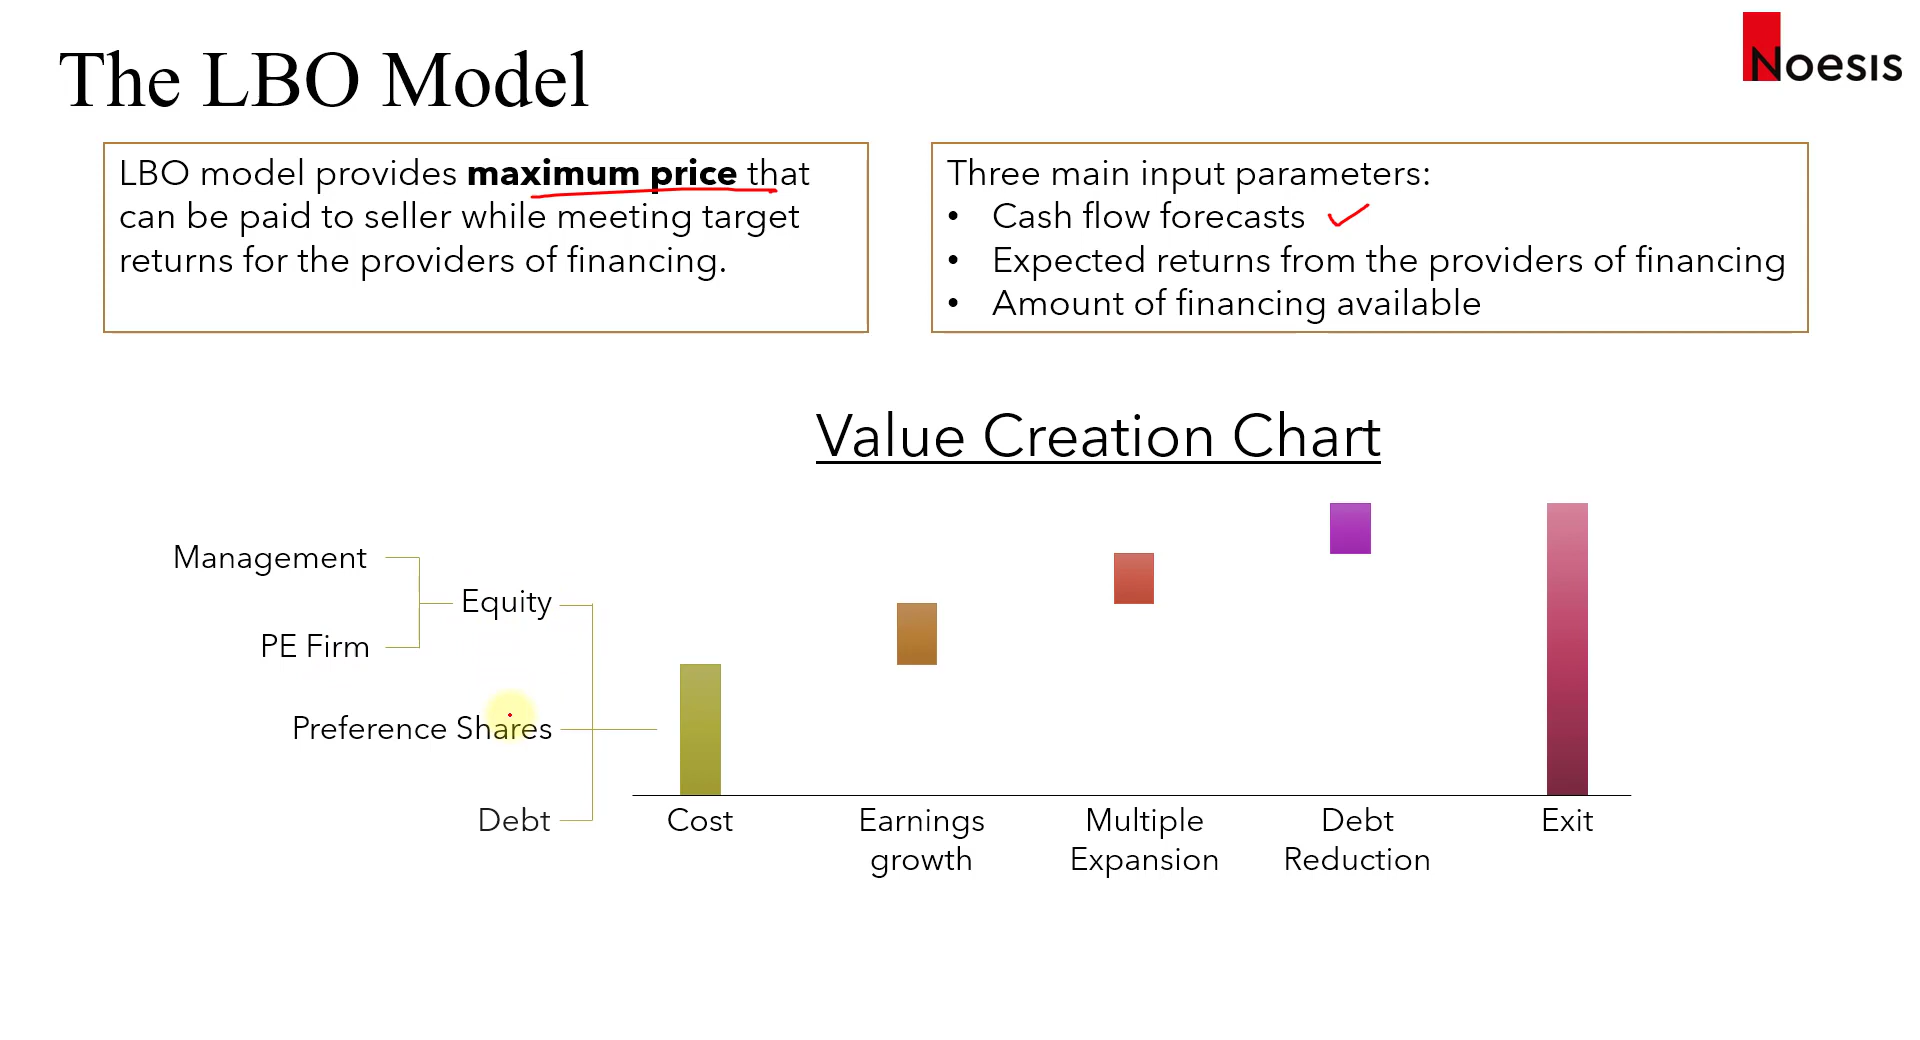 The LBO Model
Noesis
LBO model provides maximum price that
can be paid to seller while meeting target
returns for the providers of financing.
Three main input parameters:
• Cash flow forecasts
• Expected returns from the providers of financing
• Amount of financing available
Value Creation Chart
Management
Equity
PE Firm
Preference Shares
Debt
Cost
Earnings
growth
Multiple
Expansion
Debt
Reduction
Exit